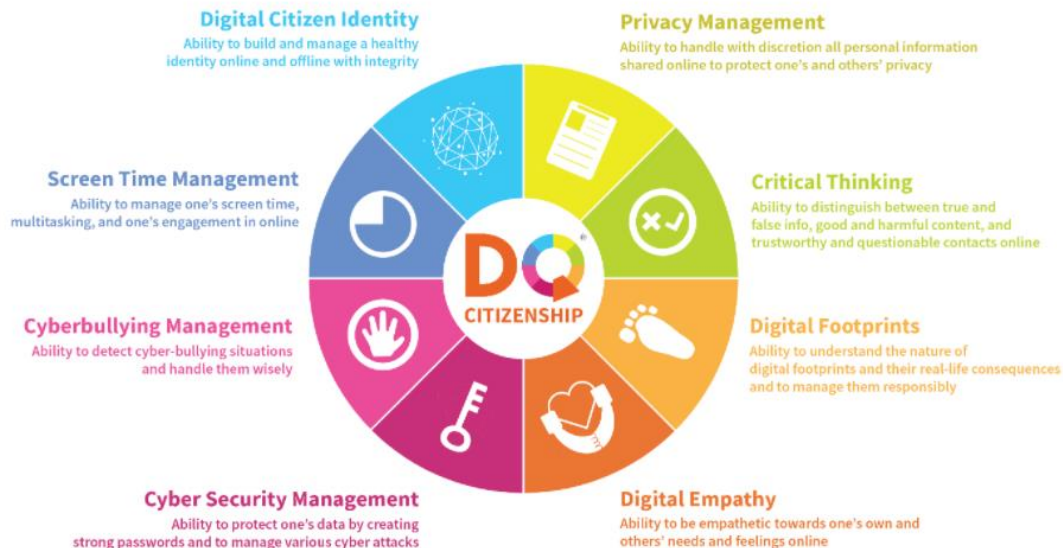 Digital Citizen Identity
Ability to build and manage a healthy
identity online and offline with integrity
Privacy Management
Ability to handle with discretion all personal information
shared online to protect one's and others' privacy
Screen Time Management
Ability to manage one's screen time,
multitasking, and one's engagement in online
Critical Thinking
Ability to distinguish between true and
false info, good and harmful content, and
trustworthy and questionable contacts online
DQ®
CITIZENSHIP
Cyberbullying Management
Ability to detect cyber-bullying situations
and handle them wisely
Digital Footprints
Ability to understand the nature of
digital footprints and their real-life consequences
and to manage them responsibly
Cyber Security Management
Ability to protect one's data by creating
strong passwords and to manage various cyber attacks
Digital Empathy
Ability to be empathetic towards one's own and
others' needs and feelings online